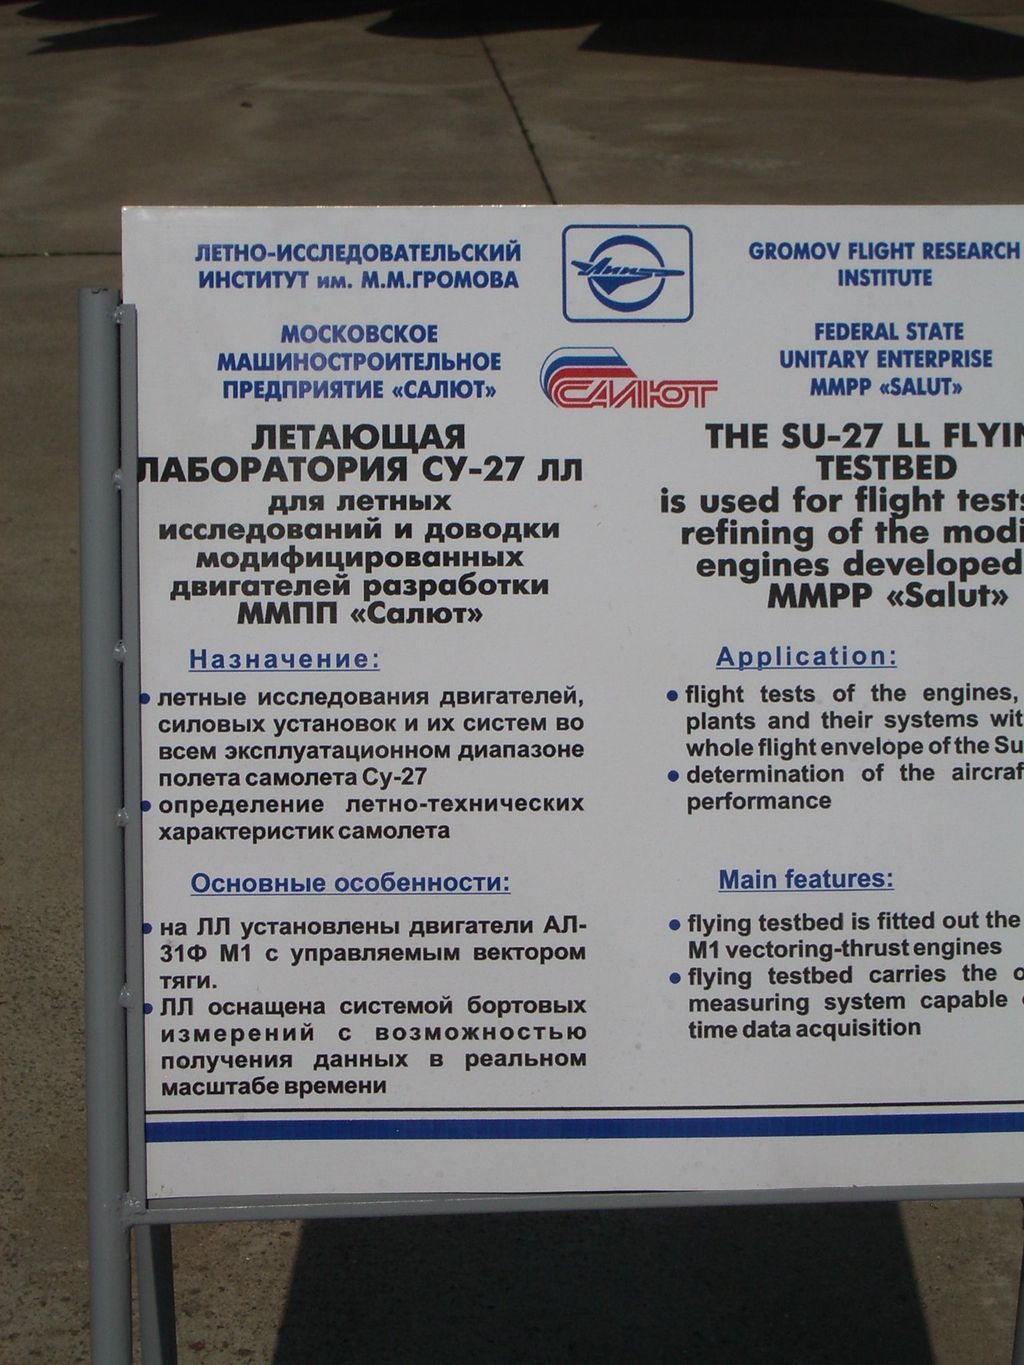 ЛЕТНО-ИССЛЕДОВАТЕЛЬСКИЙ
ИНСТИТУТ им. М.М.ГРОМОВА
МОСКОВСКОЕ
МАШИНОСТРОИТЕЛЬНОЕ
ПРЕДПРИЯТИЕ «САЛЮТ»
САЛЮТ
GROMOV FLIGHT RESEARCH
INSTITUTE
FEDERAL STATE
UNITARY ENTERPRISE
MMPP «SALUT»
ЛЕТАЮЩАЯ
ЛАБОРАТОРИЯ СУ-27 ЛЛ
для летных
исследований и доводки
модифицированных
двигателей разработки
ММПП «Салют»
Назначение:
летные исследования двигателей,
силовых установок и их систем во
всем эксплуатационном диапазоне
полета самолета Су-27
определение летно-технических
характеристик самолета
Основные особенности:
на ЛЛ установлены двигатели АЛ-
31Ф М1 с управляемым вектором
тяги.
ЛЛ оснащена системой бортовых
измерений с возможностью
получения данных в реальном
масштабе времени
THE SU-27 LL
TESTBED
is used for flight
refining of the
engines developed
MMPP «Salut»
Application:
flight tests of the engines,
plants and their systems
whole flight envelope of the
determination of the
performance
Main features:
flying testbed is fitted out the
M1 vectoring-thrust engines
flying testbed carries the
measuring system capable
time data acquisition